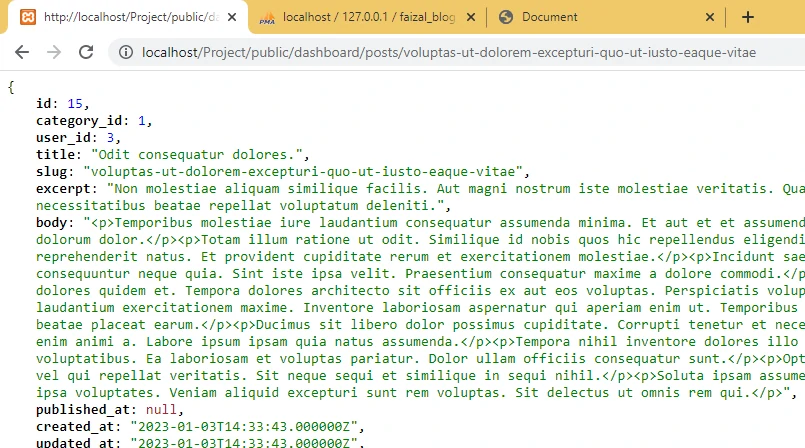 http://localhost/Project/public/da
PMA
localhost / 127.0.0.1 / faizal_blog
Document
localhost/Project/public/dashboard/posts/voluptas-ut-dolorem-excepturi-quo-ut-iusto-eaque-vitae
{
id: 15,
category_id: 1,
user_id: 3,
title: "Odit consequatur dolores.",
slug: "voluptas-ut-dolorem-excepturi-quo-ut-iusto-eaque-vitae",
excerpt: "Non molestiae aliquam similique facilis. Aut magni nostrum iste molestiae veritatis. Qua
necessitatibus beatae repellat voluptatum deleniti.",
body: "<p>Temporibus molestiae iure laudantium consequatur assumenda minima. Et aut et et assumend
dolorum dolor.</p><p>Totam illum ratione ut odit. Similique id nobis quos hic repellendus eligendi
reprehenderit natus. Et provident cupiditate rerum et exercitationem molestiae.</p><p>Incidunt sae
consequuntur neque quia. Sint iste ipsa velit. Praesentium consequatur maxime a dolore commodi.</p
dolores quidem et. Tempora dolores architecto sit officiis ex aut eos voluptas. Perspiciatis volup
laudantium exercitationem maxime. Inventore laboriosam aspernatur qui aperiam enim ut. Temporibus
beatae placeat earum.</p><p>Ducimus sit libero dolor possimus cupiditate. Corrupti tenetur et nece
enim animi a. Labore ipsum ipsam quia natus assumenda.</p><p>Tempora nihil inventore dolores illo
voluptatibus. Ea laboriosam et voluptas pariatur. Dolor ullam officiis consequatur sunt.</p><p>Opt
vel qui repellat veritatis. Sit neque sequi et similique in sequi nihil.</p><p>Soluta ipsam assume
ipsa voluptates. Veniam aliquid excepturi sunt rem voluptas. Sit delectus ut omnis rem qui.</p>",
published_at: null,
created_at: "2023-01-03T14:33:43.000000Z",
updated_at: "2023-01-03T14:33:43.000000Z",